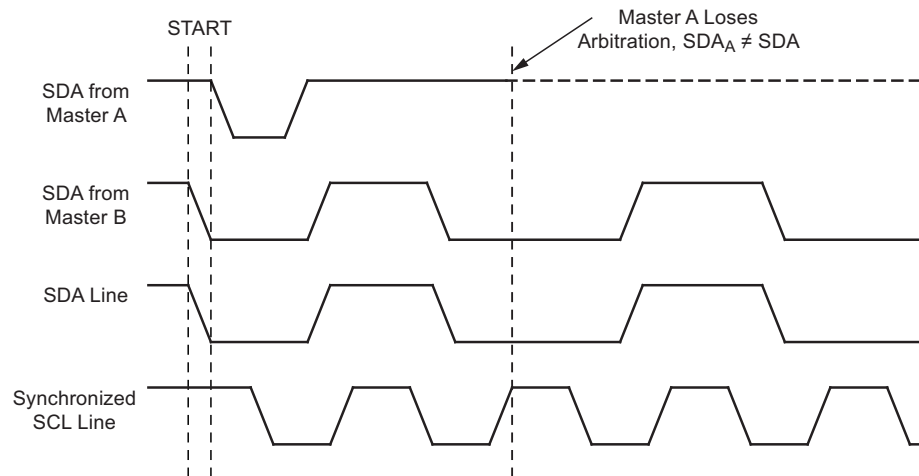 START
Master A Loses
Arbitration, SDA_A ≠ SDA
SDA from
Master A
SDA from
Master B
SDA Line
Synchronized
SCL Line